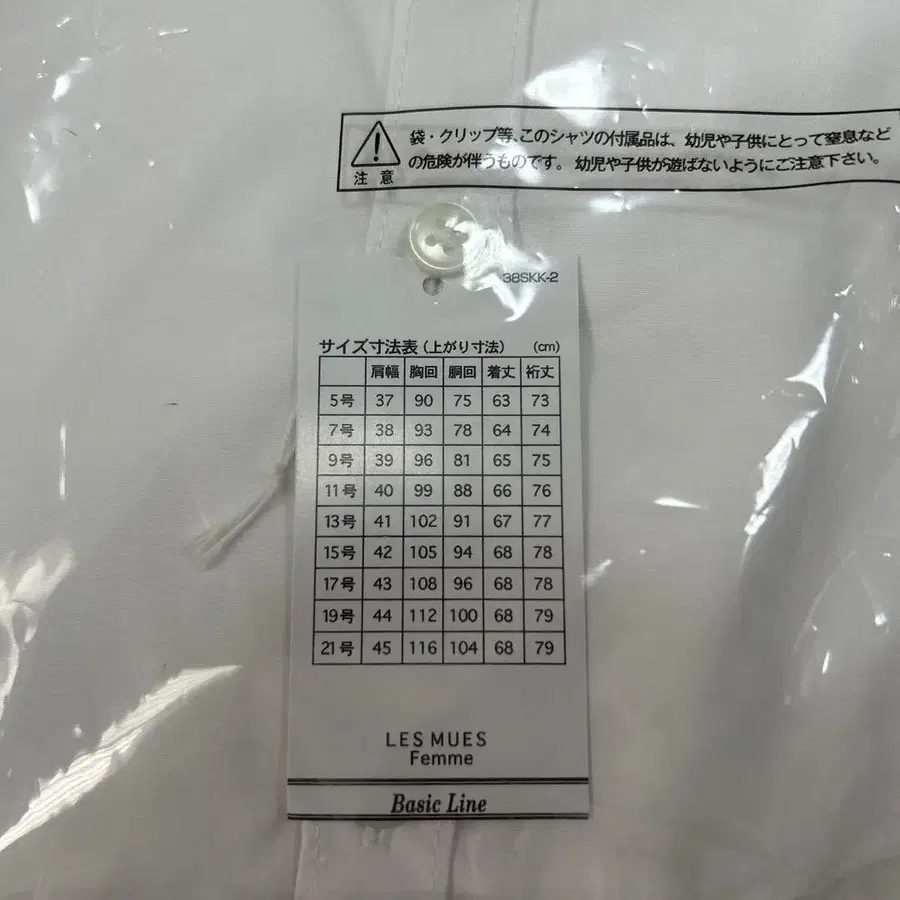 袋・クリップ等、このシャツの付属品は、幼児や子供にとって窒息など
の危険が伴うものです。幼児や子供が遊ばないようにご注意下さい。
注意
38SKK-2
サイズ寸法表(上がり寸法) (cm)
肩幅 胸回 胴回 着丈 裄丈
5号 37 90 75 63 73
7号 38 93 78 64 74
9号 39 96 81 65 75
11号 40 99 88 66 76
13号 41 102 91 67 77
15号 42 105 94 68 78
17号 43 108 96 68 78
19号 44 112 100 68 79
21号 45 116 104 68 79
LES MUES
Femme
Basic Line